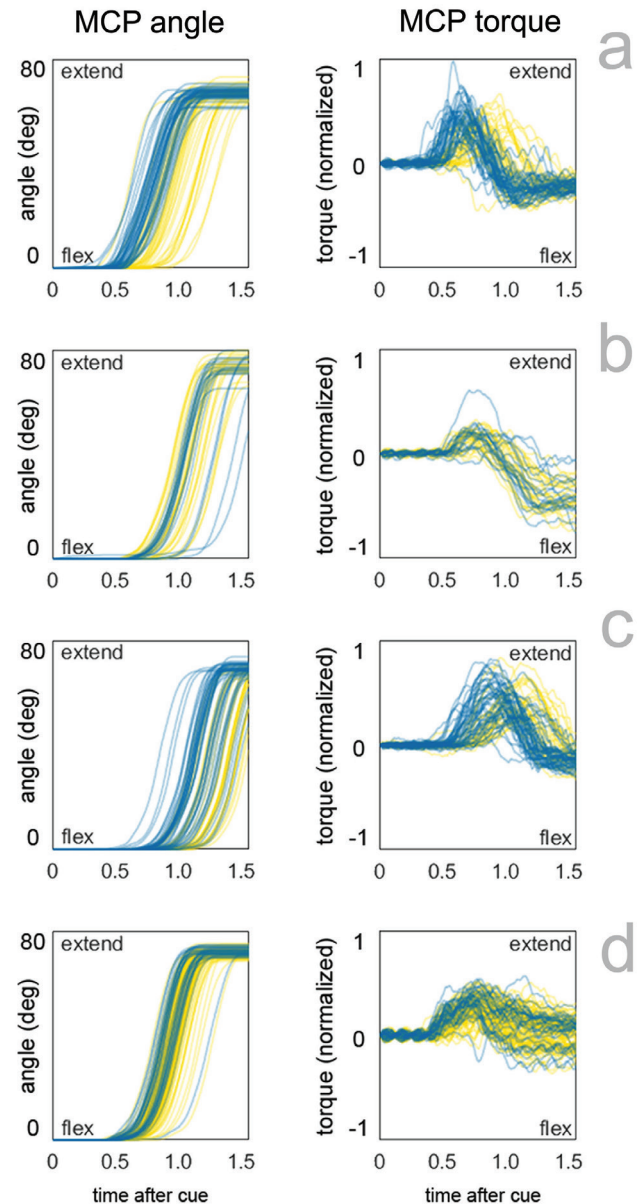 MCP angle MCP torque
a
80 extend 1 extend
angle (deg) torque (normalized) 0
0 flex -1 flex
0 0.5 1.0 1.5 0 0.5 1.0 1.5
b
80 extend 1 extend
angle (deg) torque (normalized) 0
0 flex -1 flex
0 0.5 1.0 1.5 0 0.5 1.0 1.5
c
80 extend 1 extend
angle (deg) torque (normalized) 0
0 flex -1 flex
0 0.5 1.0 1.5 0 0.5 1.0 1.5
d
80 extend 1 extend
angle (deg) torque (normalized) 0
0 flex -1 flex
0 0.5 1.0 1.5 0 0.5 1.0 1.5
time after cue time after cue